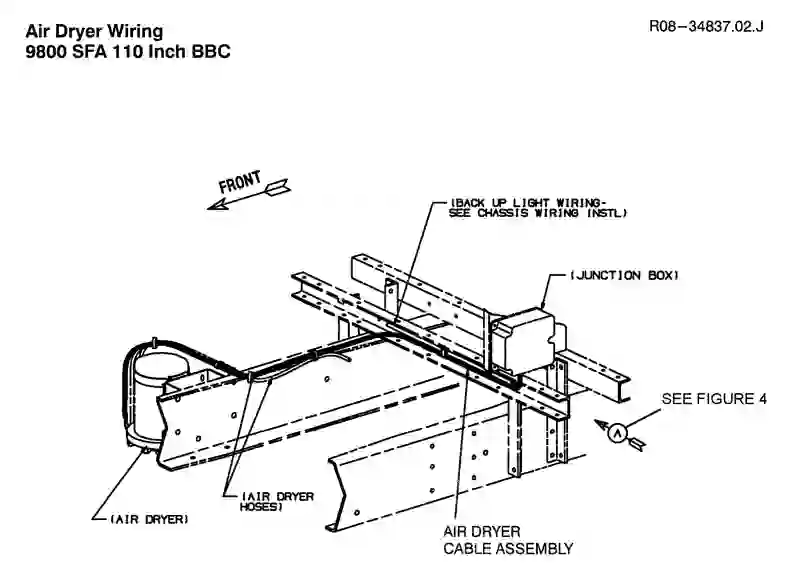 Air Dryer Wiring
9800 SFA 110 Inch BBC
R08-34837.02.J
FRONT
(BACK UP LIGHT WIRING-
SEE CHASSIS WIRING INSTL)
(JUNCTION BOX)
SEE FIGURE 4
A
(AIR DRYER
HOSES)
(AIR DRYER)
AIR DRYER
CABLE ASSEMBLY